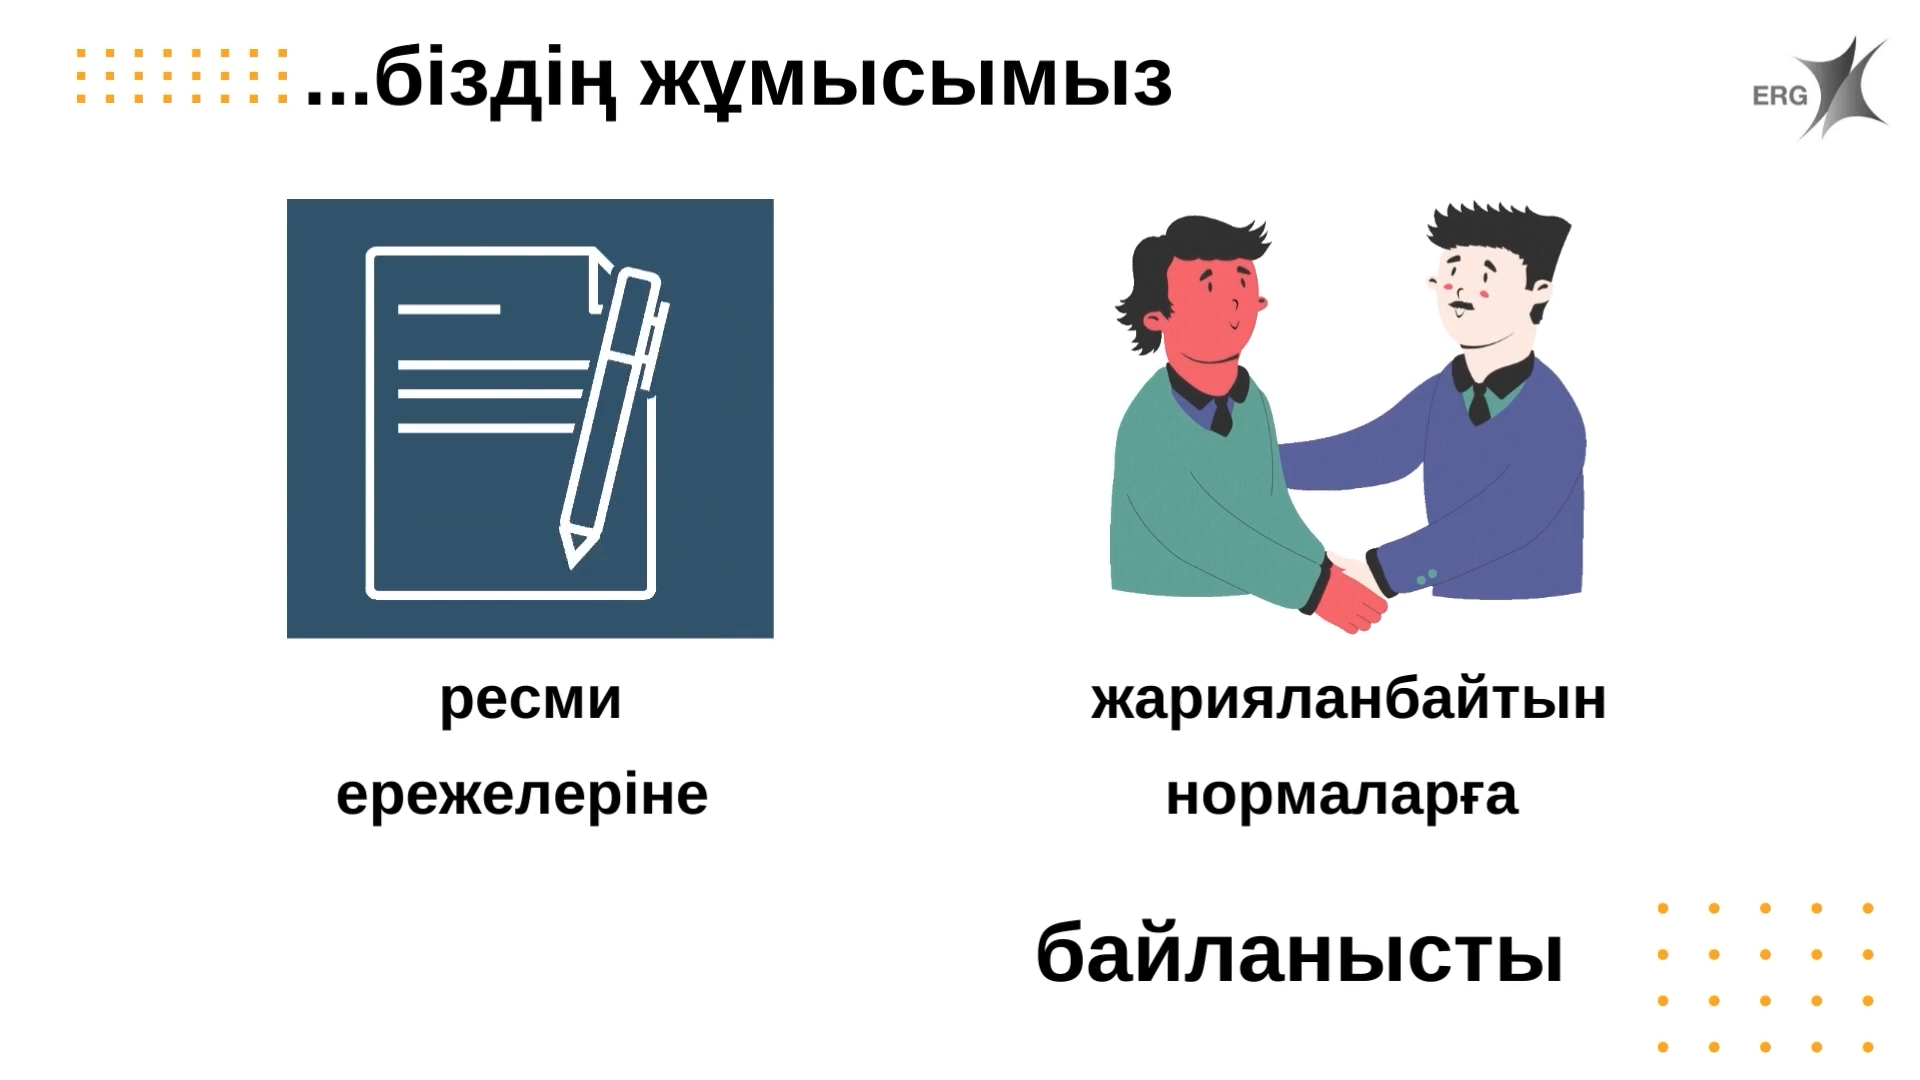 ...біздің жұмысымыз
ERG
ресми
ережелеріне
жарияланбайтын
нормаларға
байланысты